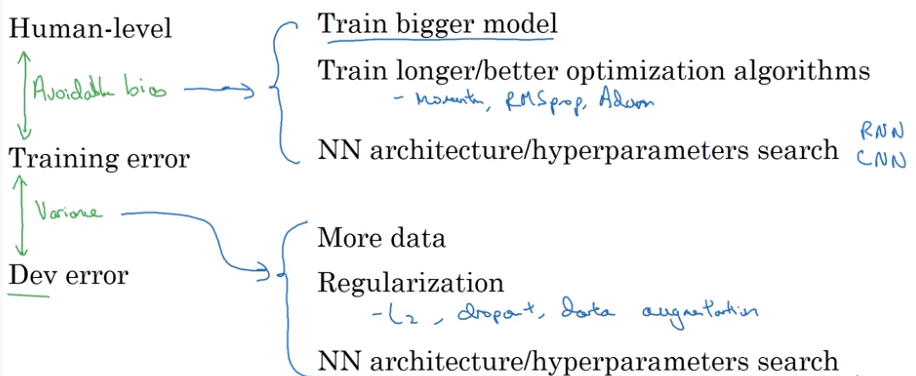 Human-level
Train bigger model
Avoidable bias
Train longer/better optimization algorithms
- momentum, RMSprop, Adam
RNN
Training error
NN architecture/hyperparameters search
CNN
Variance
More data
Dev error
Regularization
- L2, dropout, data augmentation
NN architecture/hyperparameters search